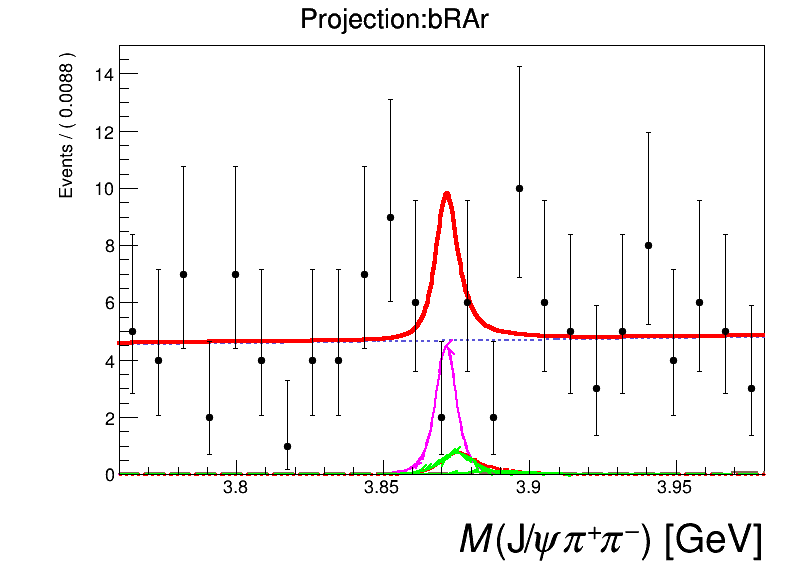 Projection:bRAr
Events / ( 0.0088 )
14
12
10
8
6
4
2
0
3.8 3.85 3.9 3.95
M(J/ψ π⁺π⁻) [GeV]